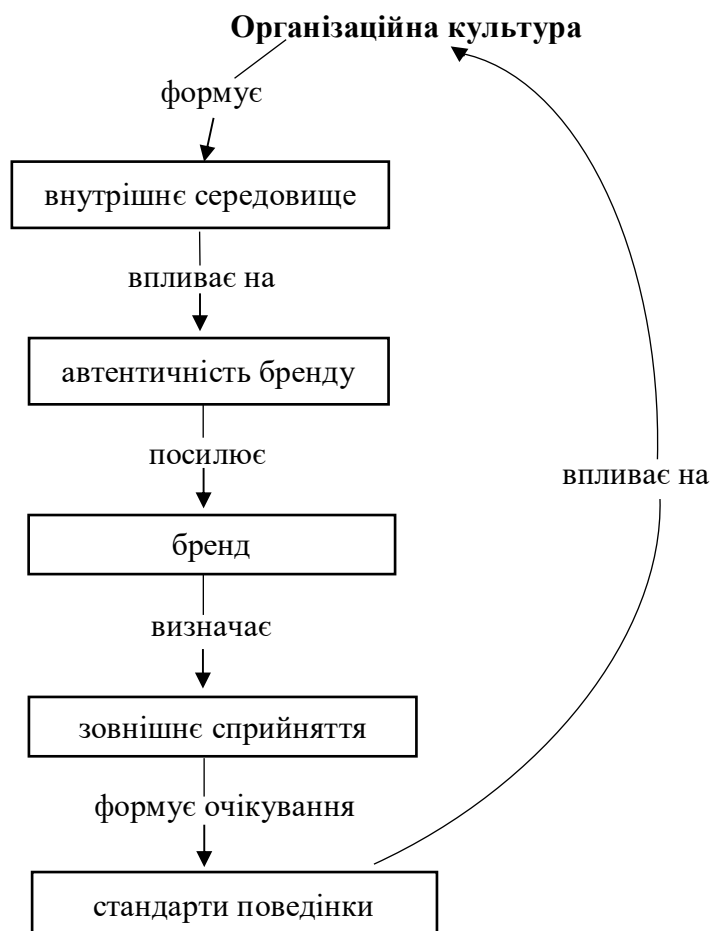 Організаційна культура
формує
внутрішнє середовище
впливає на
автентичність бренду
посилює
впливає на
бренд
визначає
зовнішнє сприйняття
формує очікування
стандарти поведінки